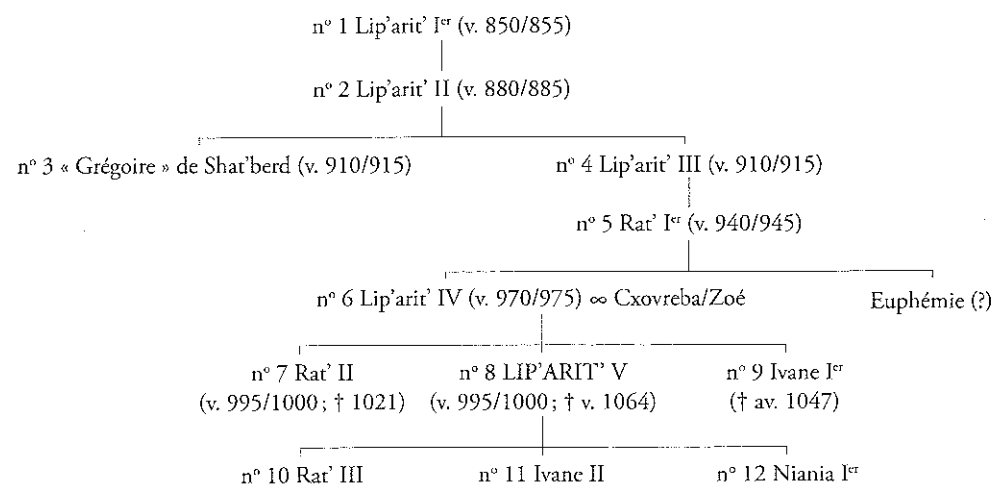 nº 1 Lip’arit’ Iᵉʳ (v. 850/855)
nº 2 Lip’arit’ II (v. 880/885)
nº 3 « Grégoire » de Shat’berd (v. 910/915)
nº 4 Lip’arit’ III (v. 910/915)
nº 5 Rat’ Iᵉʳ (v. 940/945)
nº 6 Lip’arit’ IV (v. 970/975) ∞ Cxovreba/Zoé
Euphémie (?)
nº 7 Rat’ II
(v. 995/1000 ; † 1021)
nº 8 LIP’ARIT’ V
(v. 995/1000 ; † v. 1064)
nº 9 Ivane Iᵉʳ
(† av. 1047)
nº 10 Rat’ III
nº 11 Ivane II
nº 12 Niania Iᵉʳ